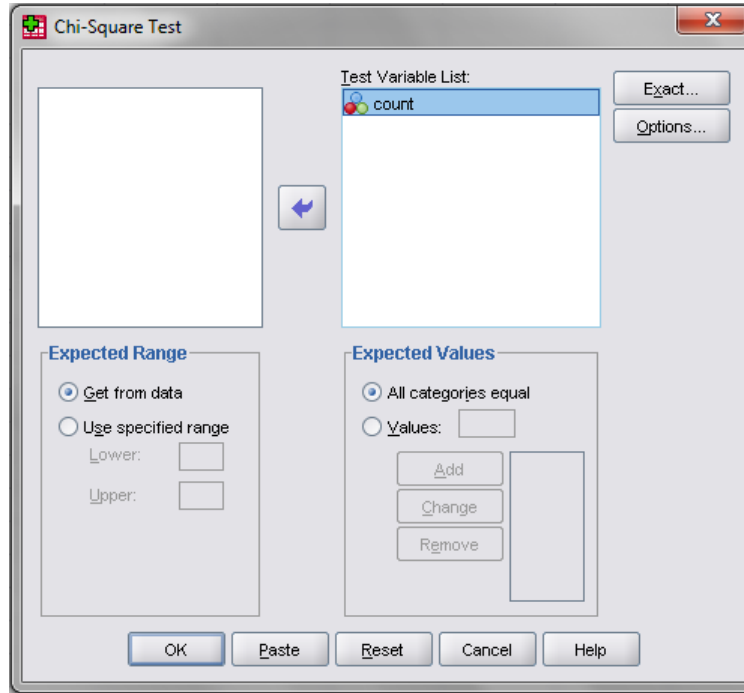 Chi-Square Test
Test Variable List:
count
Exact...
Options...
Expected Range
Get from data
Use specified range
Lower:
Upper:
Expected Values
All categories equal
Values:
Add
Change
Remove
OK
Paste
Reset
Cancel
Help